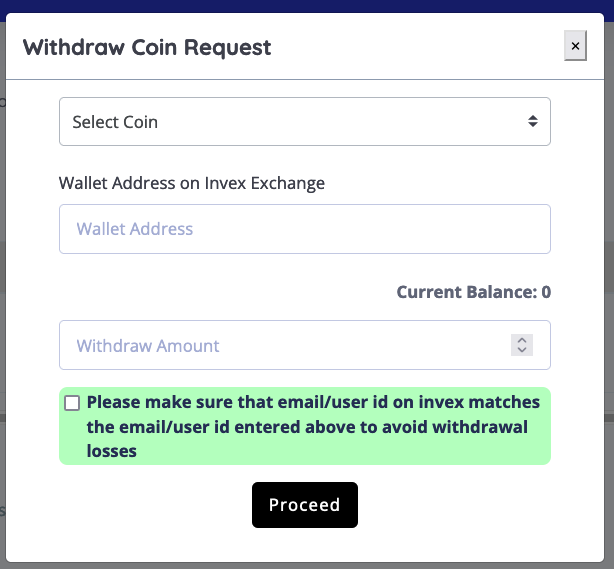 Withdraw Coin Request
×
Select Coin
Wallet Address on Invex Exchange
Wallet Address
Current Balance: 0
Withdraw Amount
Please make sure that email/user id on invex matches
the email/user id entered above to avoid withdrawal
losses
Proceed